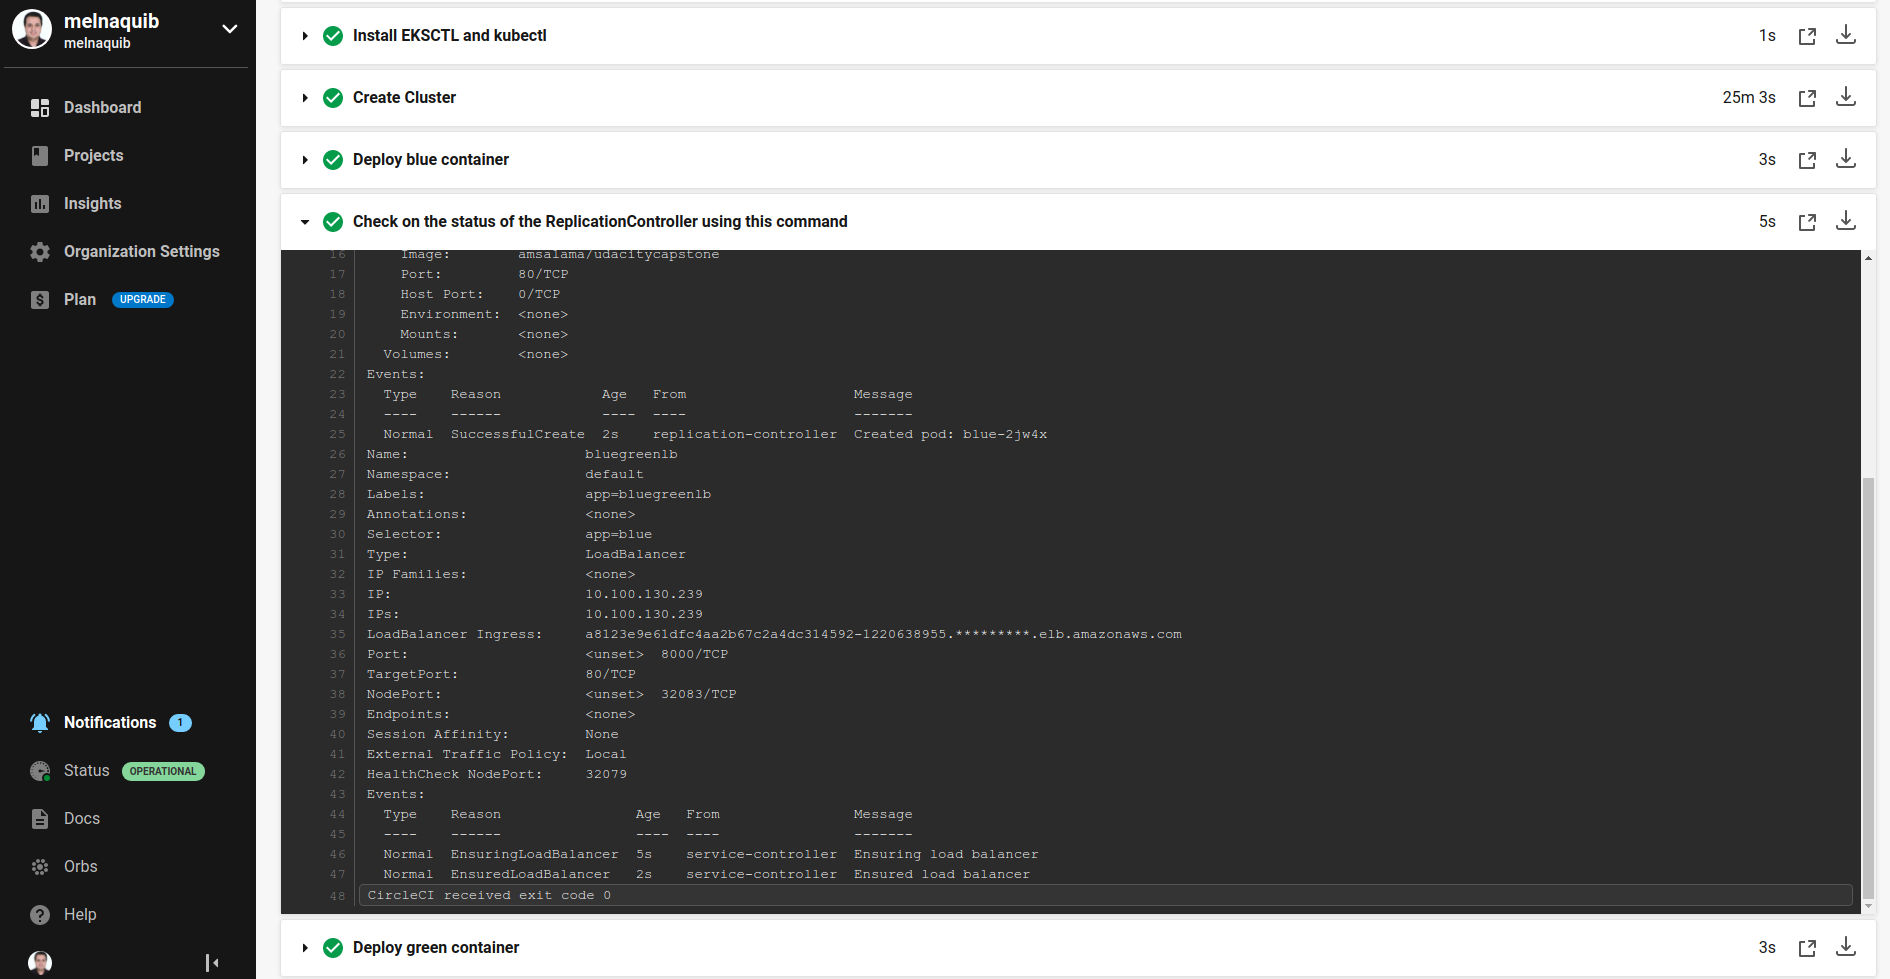 melnaquib
melnaquib
Dashboard
Projects
Insights
Organization Settings
Plan UPGRADE
Notifications 1
Status OPERATIONAL
Docs
Orbs
Help
Install EKSCTL and kubectl 1s
Create Cluster 25m 3s
Deploy blue container 3s
Check on the status of the ReplicationController using this command 5s
16 Image: amsalama/udacitycapstone
17 Port: 80/TCP
18 Host Port: 0/TCP
19 Environment: <none>
20 Mounts: <none>
21 Volumes: <none>
22 Events:
23 Type Reason Age From Message
24 ---- ------ ---- ---- -------
25 Normal SuccessfulCreate 2s replication-controller Created pod: blue-2jw4x
26 Name: bluegreenlb
27 Namespace: default
28 Labels: app=bluegreenlb
29 Annotations: <none>
30 Selector: app=blue
31 Type: LoadBalancer
32 IP Families: <none>
33 IP: 10.100.130.239
34 IPs: 10.100.130.239
35 LoadBalancer Ingress: a8123e9e61dfc4aa2b67c2a4dc314592-1220638955.*********.elb.amazonaws.com
36 Port: <unset> 8000/TCP
37 TargetPort: 80/TCP
38 NodePort: <unset> 32083/TCP
39 Endpoints: <none>
40 Session Affinity: None
41 External Traffic Policy: Local
42 HealthCheck NodePort: 32079
43 Events:
44 Type Reason Age From Message
45 ---- ------ ---- ---- -------
46 Normal EnsuringLoadBalancer 5s service-controller Ensuring load balancer
47 Normal EnsuredLoadBalancer 2s service-controller Ensured load balancer
48 CircleCI received exit code 0
Deploy green container 3s